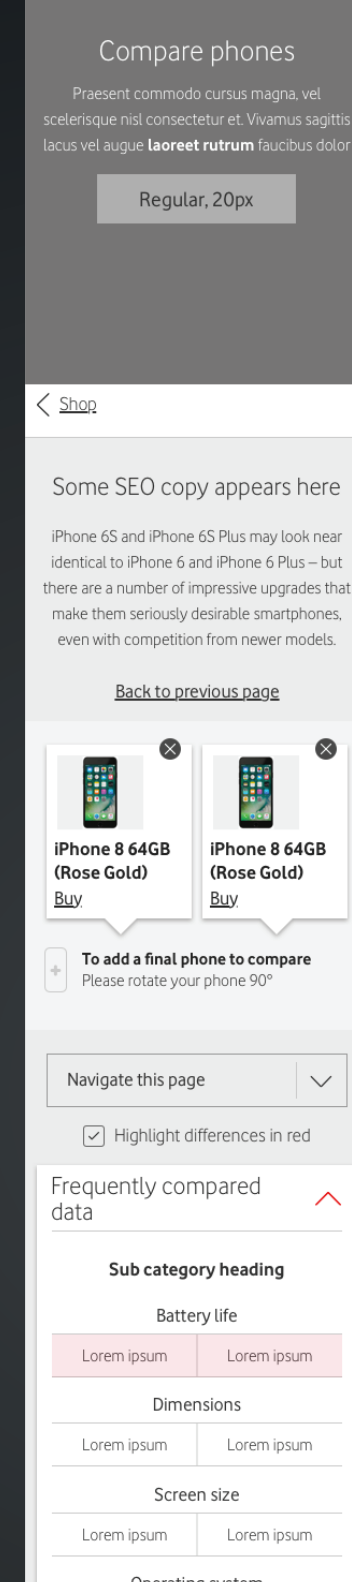 Compare phones
Praesent commodo cursus magna, vel
scelerisque nisl consectetur et. Vivamus sagittis
lacus vel augue laoreet rutrum faucibus dolor
Regular, 20px
Shop
Some SEO copy appears here
iPhone 6S and iPhone 6S Plus may look near
identical to iPhone 6 and iPhone 6 Plus – but
there are a number of impressive upgrades that
make them seriously desirable smartphones,
even with competition from newer models.
Back to previous page
iPhone 8 64GB
(Rose Gold)
Buy
iPhone 8 64GB
(Rose Gold)
Buy
To add a final phone to compare
Please rotate your phone 90°
Navigate this page
Highlight differences in red
Frequently compared
data
Sub category heading
Battery life
Lorem ipsum Lorem ipsum
Dimensions
Lorem ipsum Lorem ipsum
Screen size
Lorem ipsum Lorem ipsum
Operating system